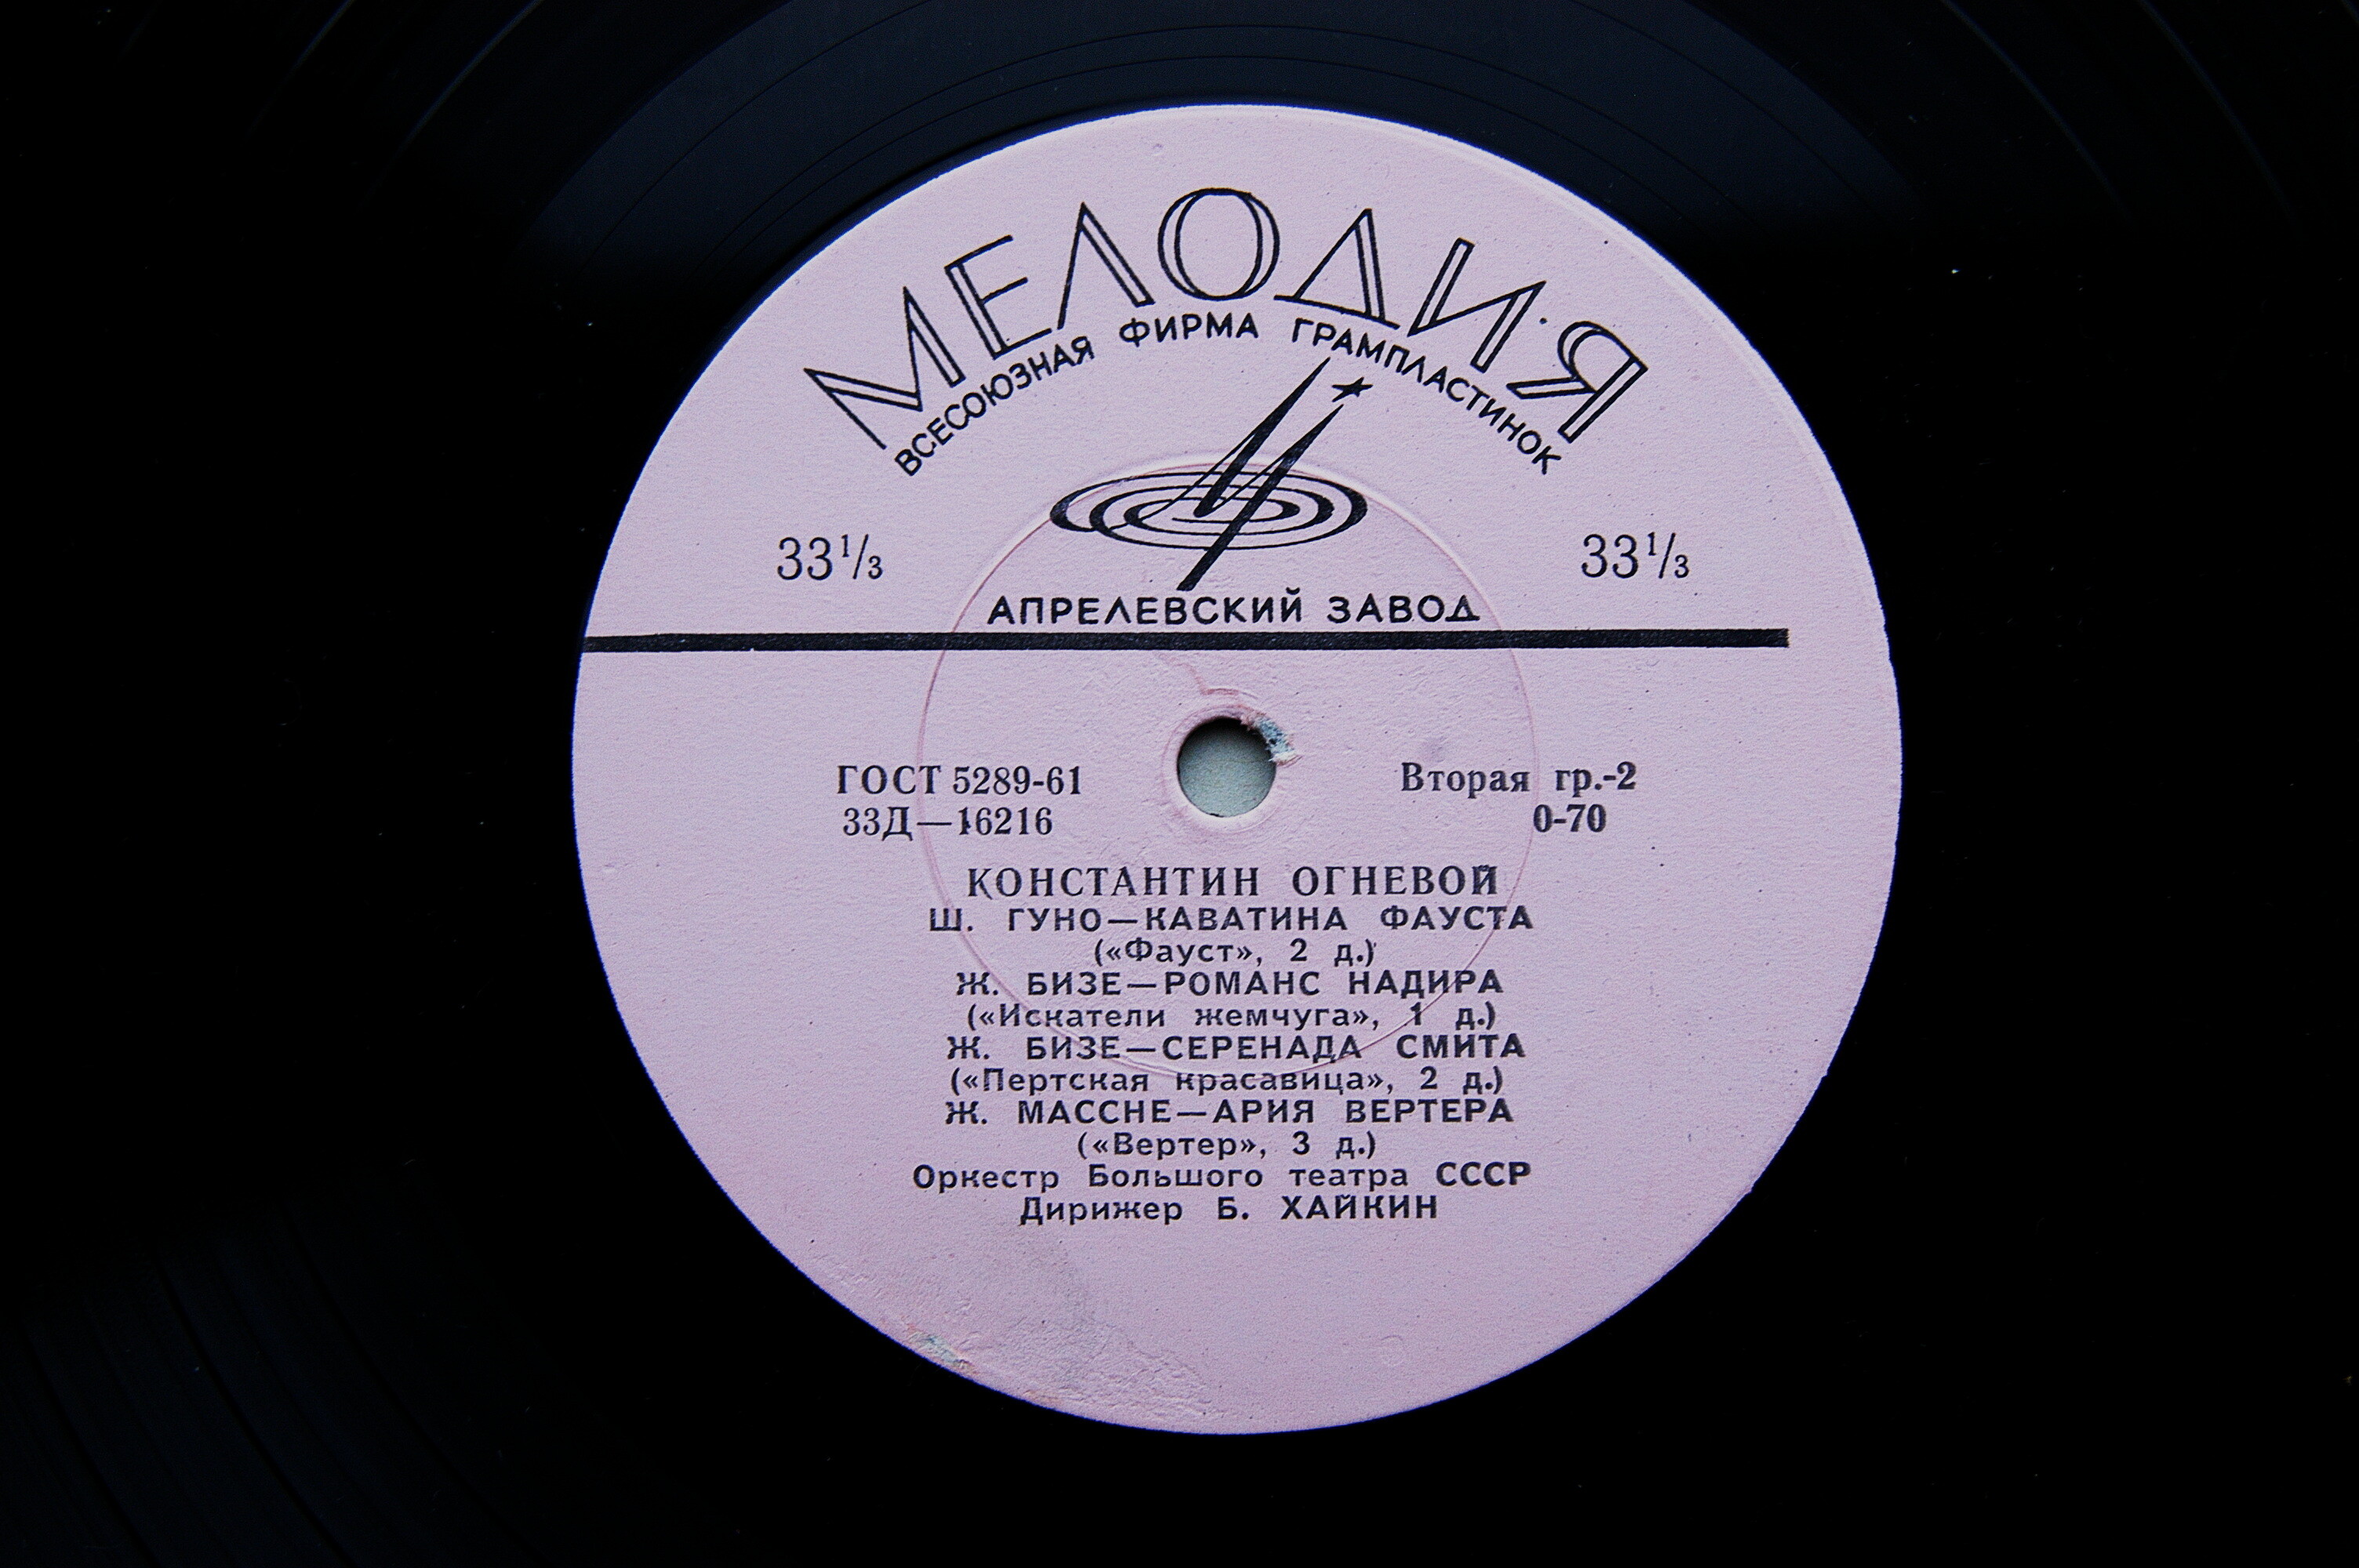 МЕЛОДИЯ
ВСЕСОЮЗНАЯ ФИРМА ГРАМПЛАСТИНОК
33⅓ 33⅓
АПРЕЛЕВСКИЙ ЗАВОД
ГОСТ 5289-61 Вторая гр.-2
33Д—16216 0-70
КОНСТАНТИН ОГНЕВОЙ
Ш. ГУНО—КАВАТИНА ФАУСТА
(«Фауст», 2 д.)
Ж. БИЗЕ—РОМАНС НАДИРА
(«Искатели жемчуга», 1 д.)
Ж. БИЗЕ—СЕРЕНАДА СМИТА
(«Пертская красавица», 2 д.)
Ж. МАССНЕ—АРИЯ ВЕРТЕРА
(«Вертер», 3 д.)
Оркестр Большого театра СССР
Дирижер Б. ХАЙКИН